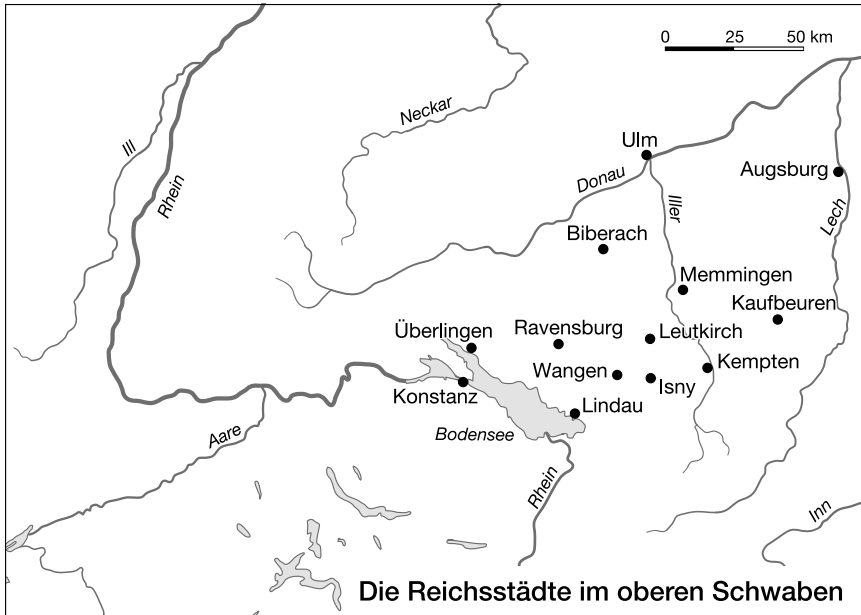 0 25 50 km
Neckar
Ill
Rhein
Ulm
Donau
Iller
Augsburg
Lech
Biberach
Memmingen
Kaufbeuren
Überlingen
Ravensburg
Leutkirch
Wangen
Kempten
Konstanz
Isny
Lindau
Bodensee
Aare
Rhein
Inn
Die Reichsstädte im oberen Schwaben